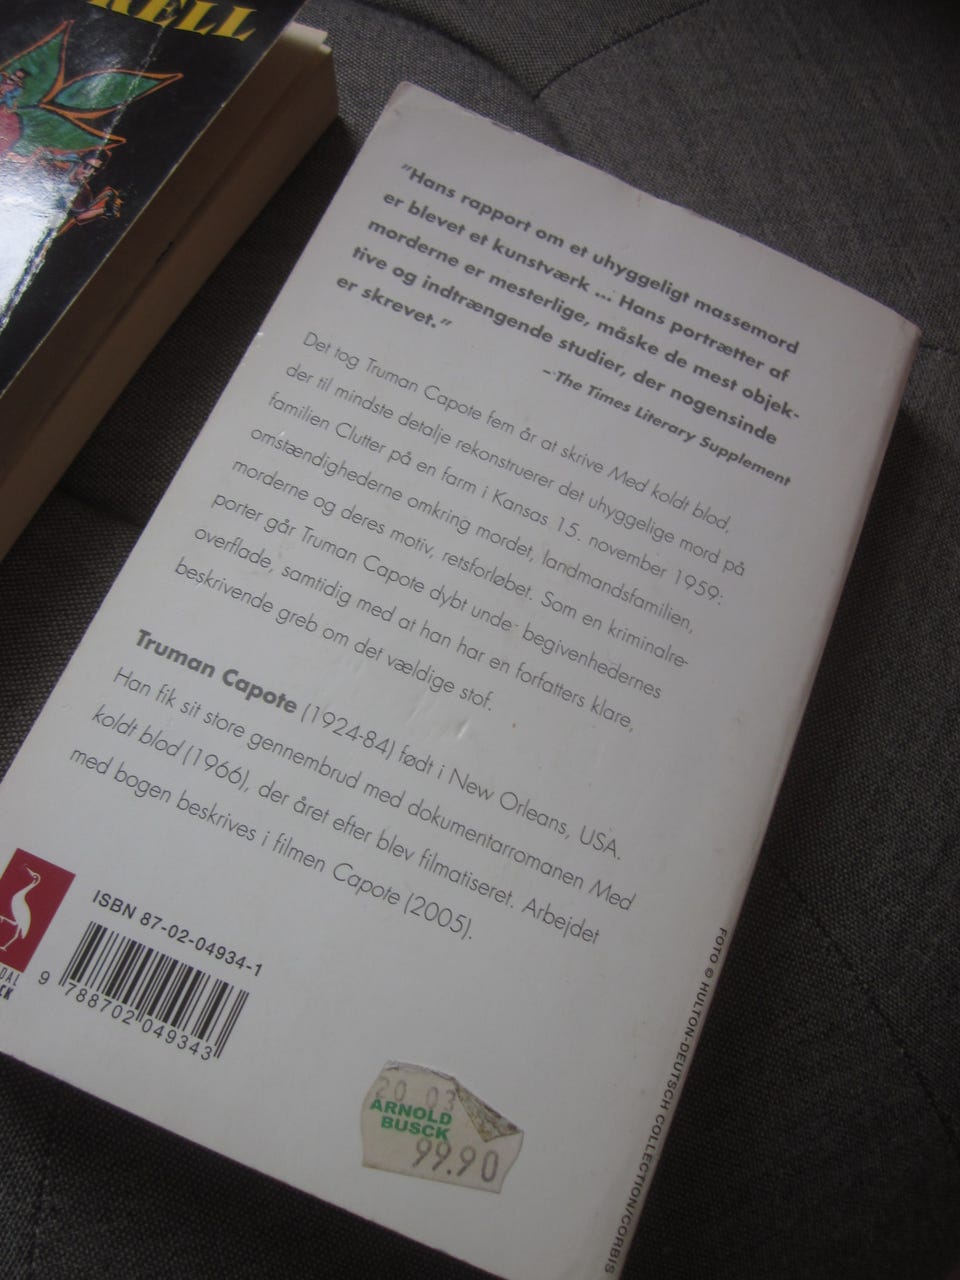 RELL
"Hans rapport om et uhyggeligt massemord
er blevet et kunstværk ... Hans portrætter af
morderne er mesterlige, måske de mest objek-
tive og indtrængende studier, der nogensinde
er skrevet."
–The Times Literary Supplement
Det tog Truman Capote fem år at skrive Med koldt blod,
der til mindste detalje rekonstruerer det uhyggelige mord på
familien Clutter på en farm i Kansas 15. november 1959:
omstændighederne omkring mordet, landmandsfamilien,
morderne og deres motiv, retsforløbet. Som en kriminalre-
porter går Truman Capote dybt under begivenhedernes
overflade, samtidig med at han har en forfatters klare,
beskrivende greb om det vældige stof.
Truman Capote (1924-84) født i New Orleans, USA.
Han fik sit store gennembrud med dokumentarromanen Med
koldt blod (1966), der året efter blev filmatiseret. Arbejdet
med bogen beskrives i filmen Capote (2005).
DAL
CK
ISBN 87-02-04934-1
9 788702 049343
20 03
ARNOLD
BUSCK
99.90
FOTO © HULTON-DEUTSCH COLLECTION/CORBIS